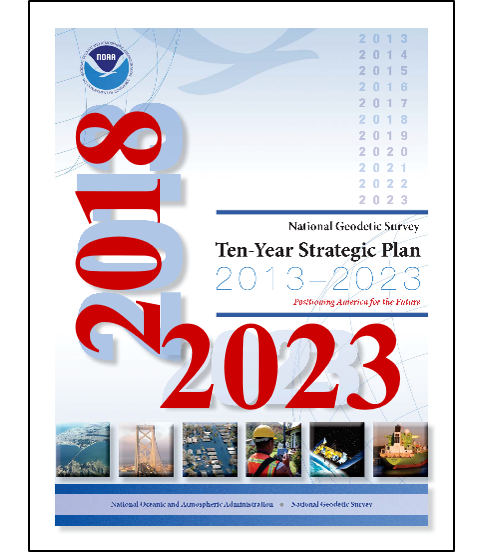 NOAA
2013
2014
2015
2016
2017
2018
2019
2020
2021
2022
2023
2018
National Geodetic Survey
Ten-Year Strategic Plan
2013–2023
Positioning America for the Future
2023
National Oceanic and Atmospheric Administration • National Geodetic Survey